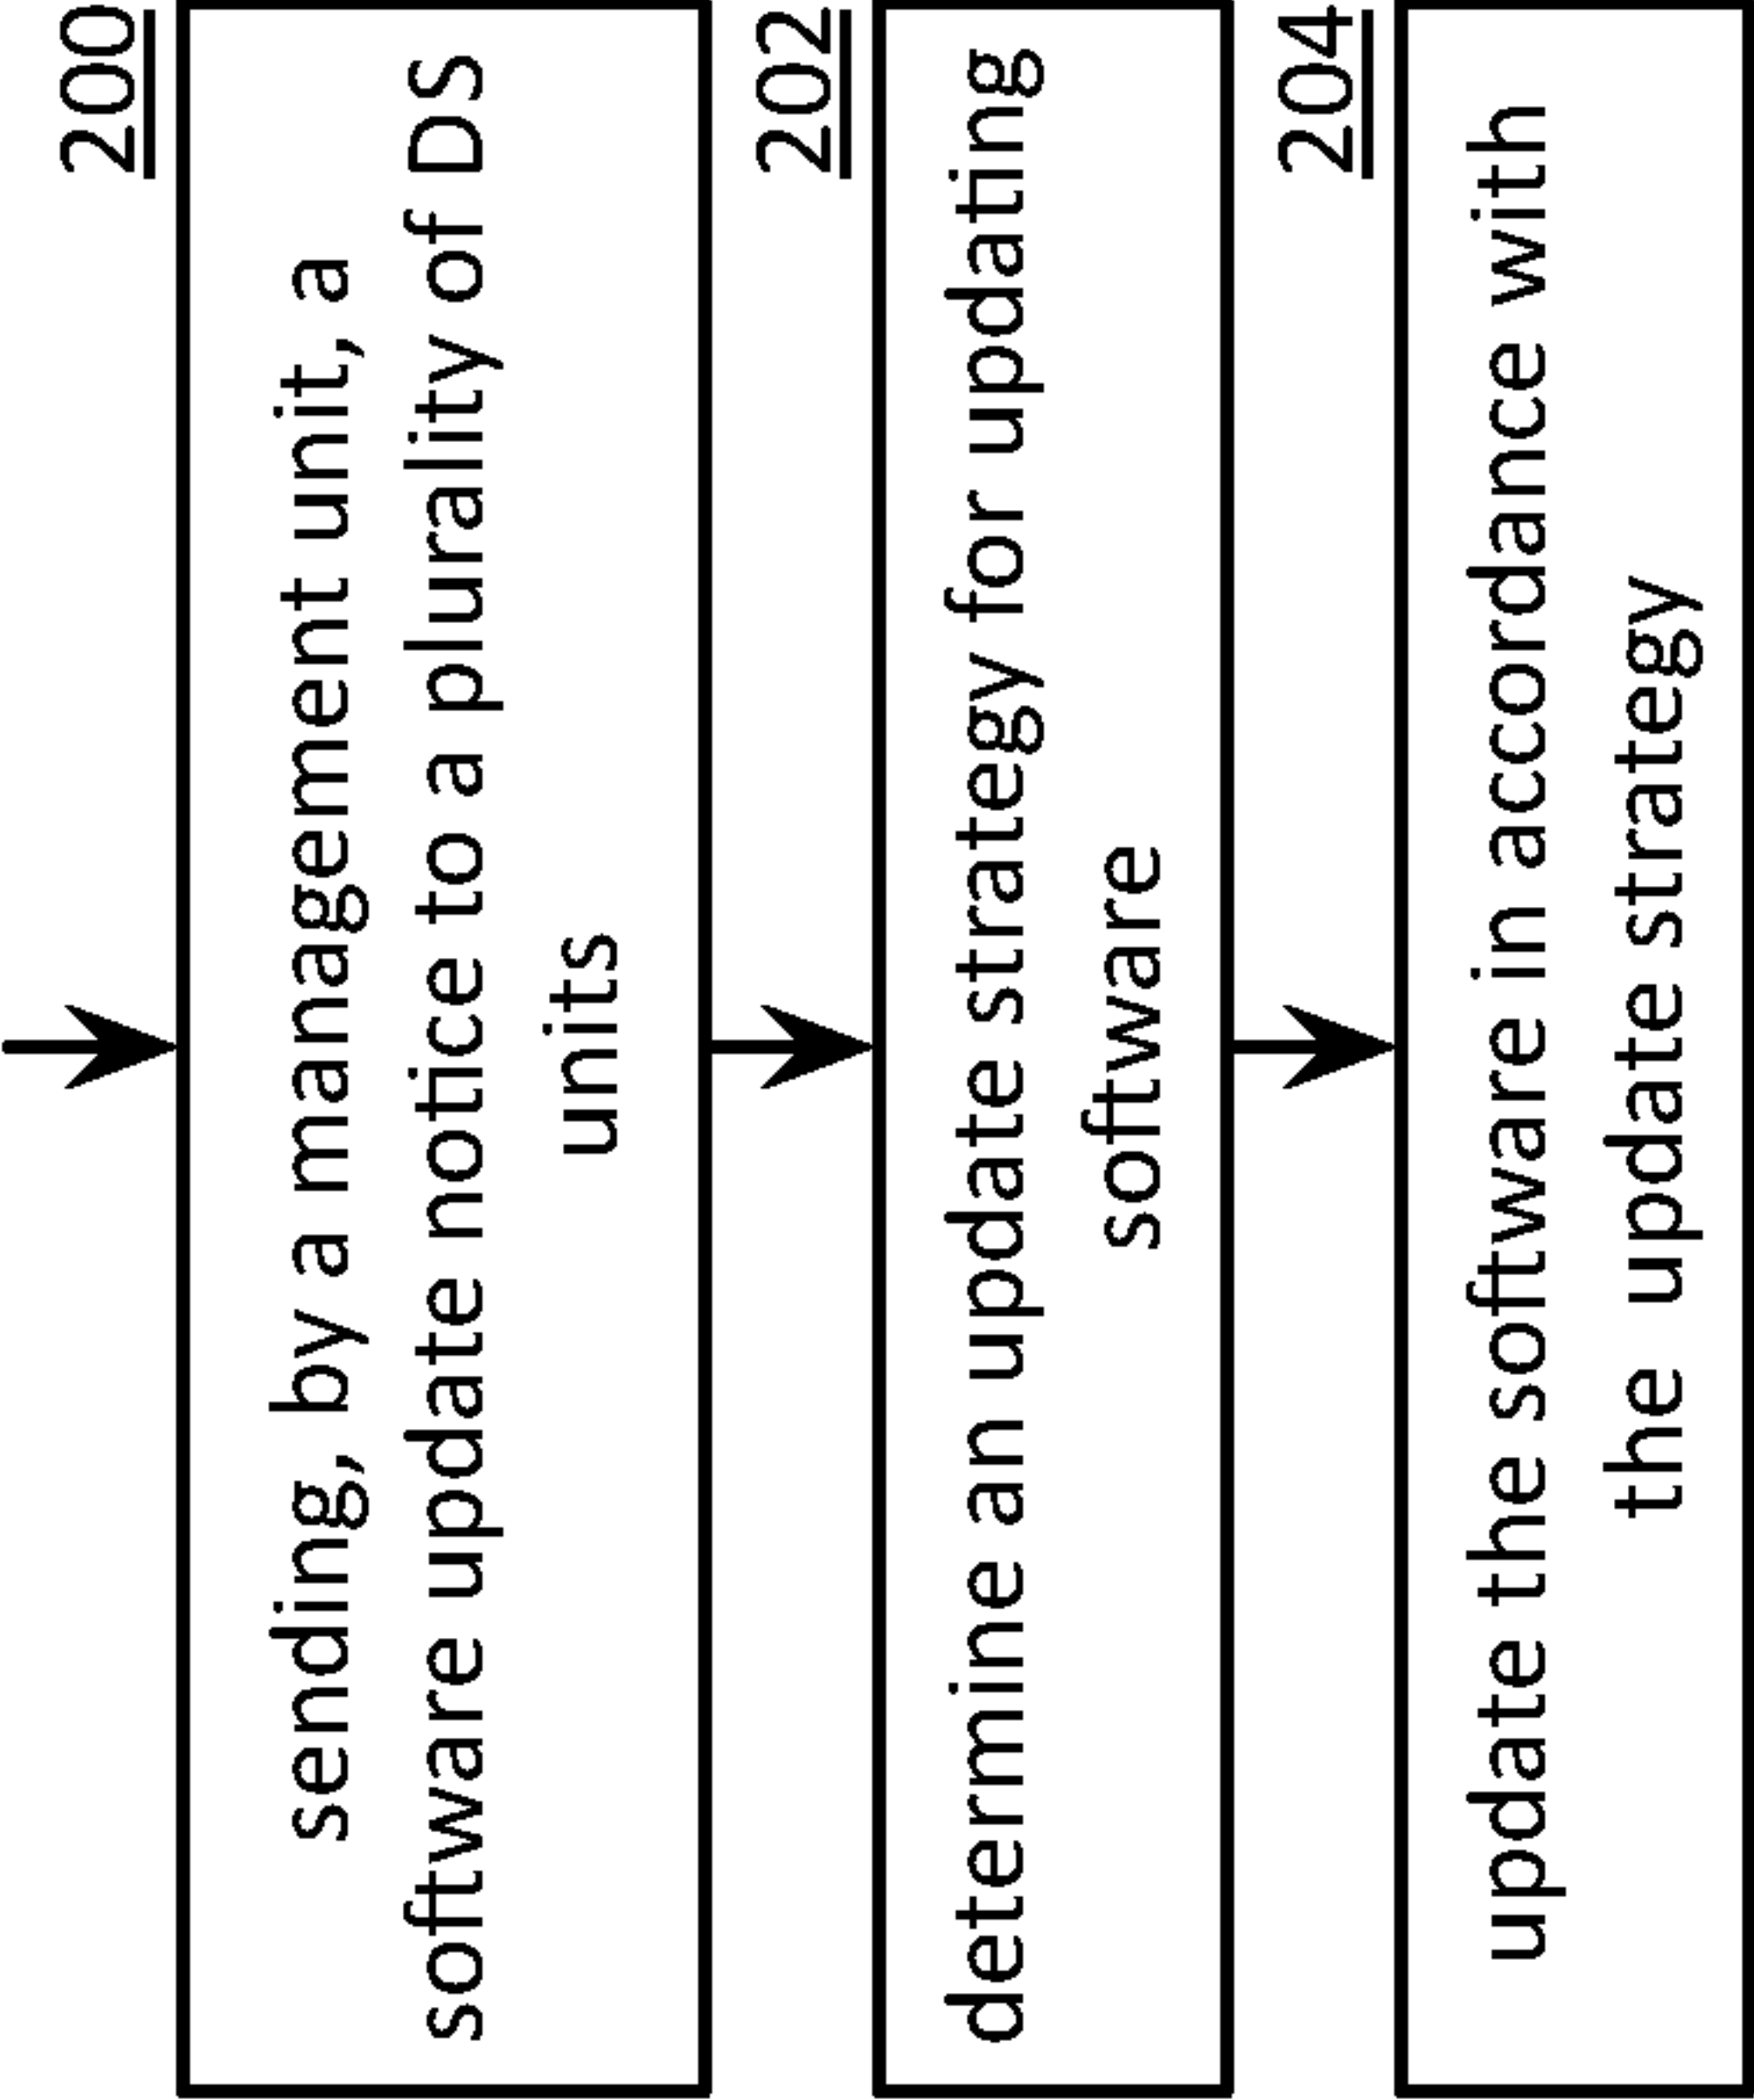 200
sending, by a management unit, a
software update notice to a plurality of DS
units
202
determine an update strategy for updating
software
204
update the software in accordance with
the update strategy